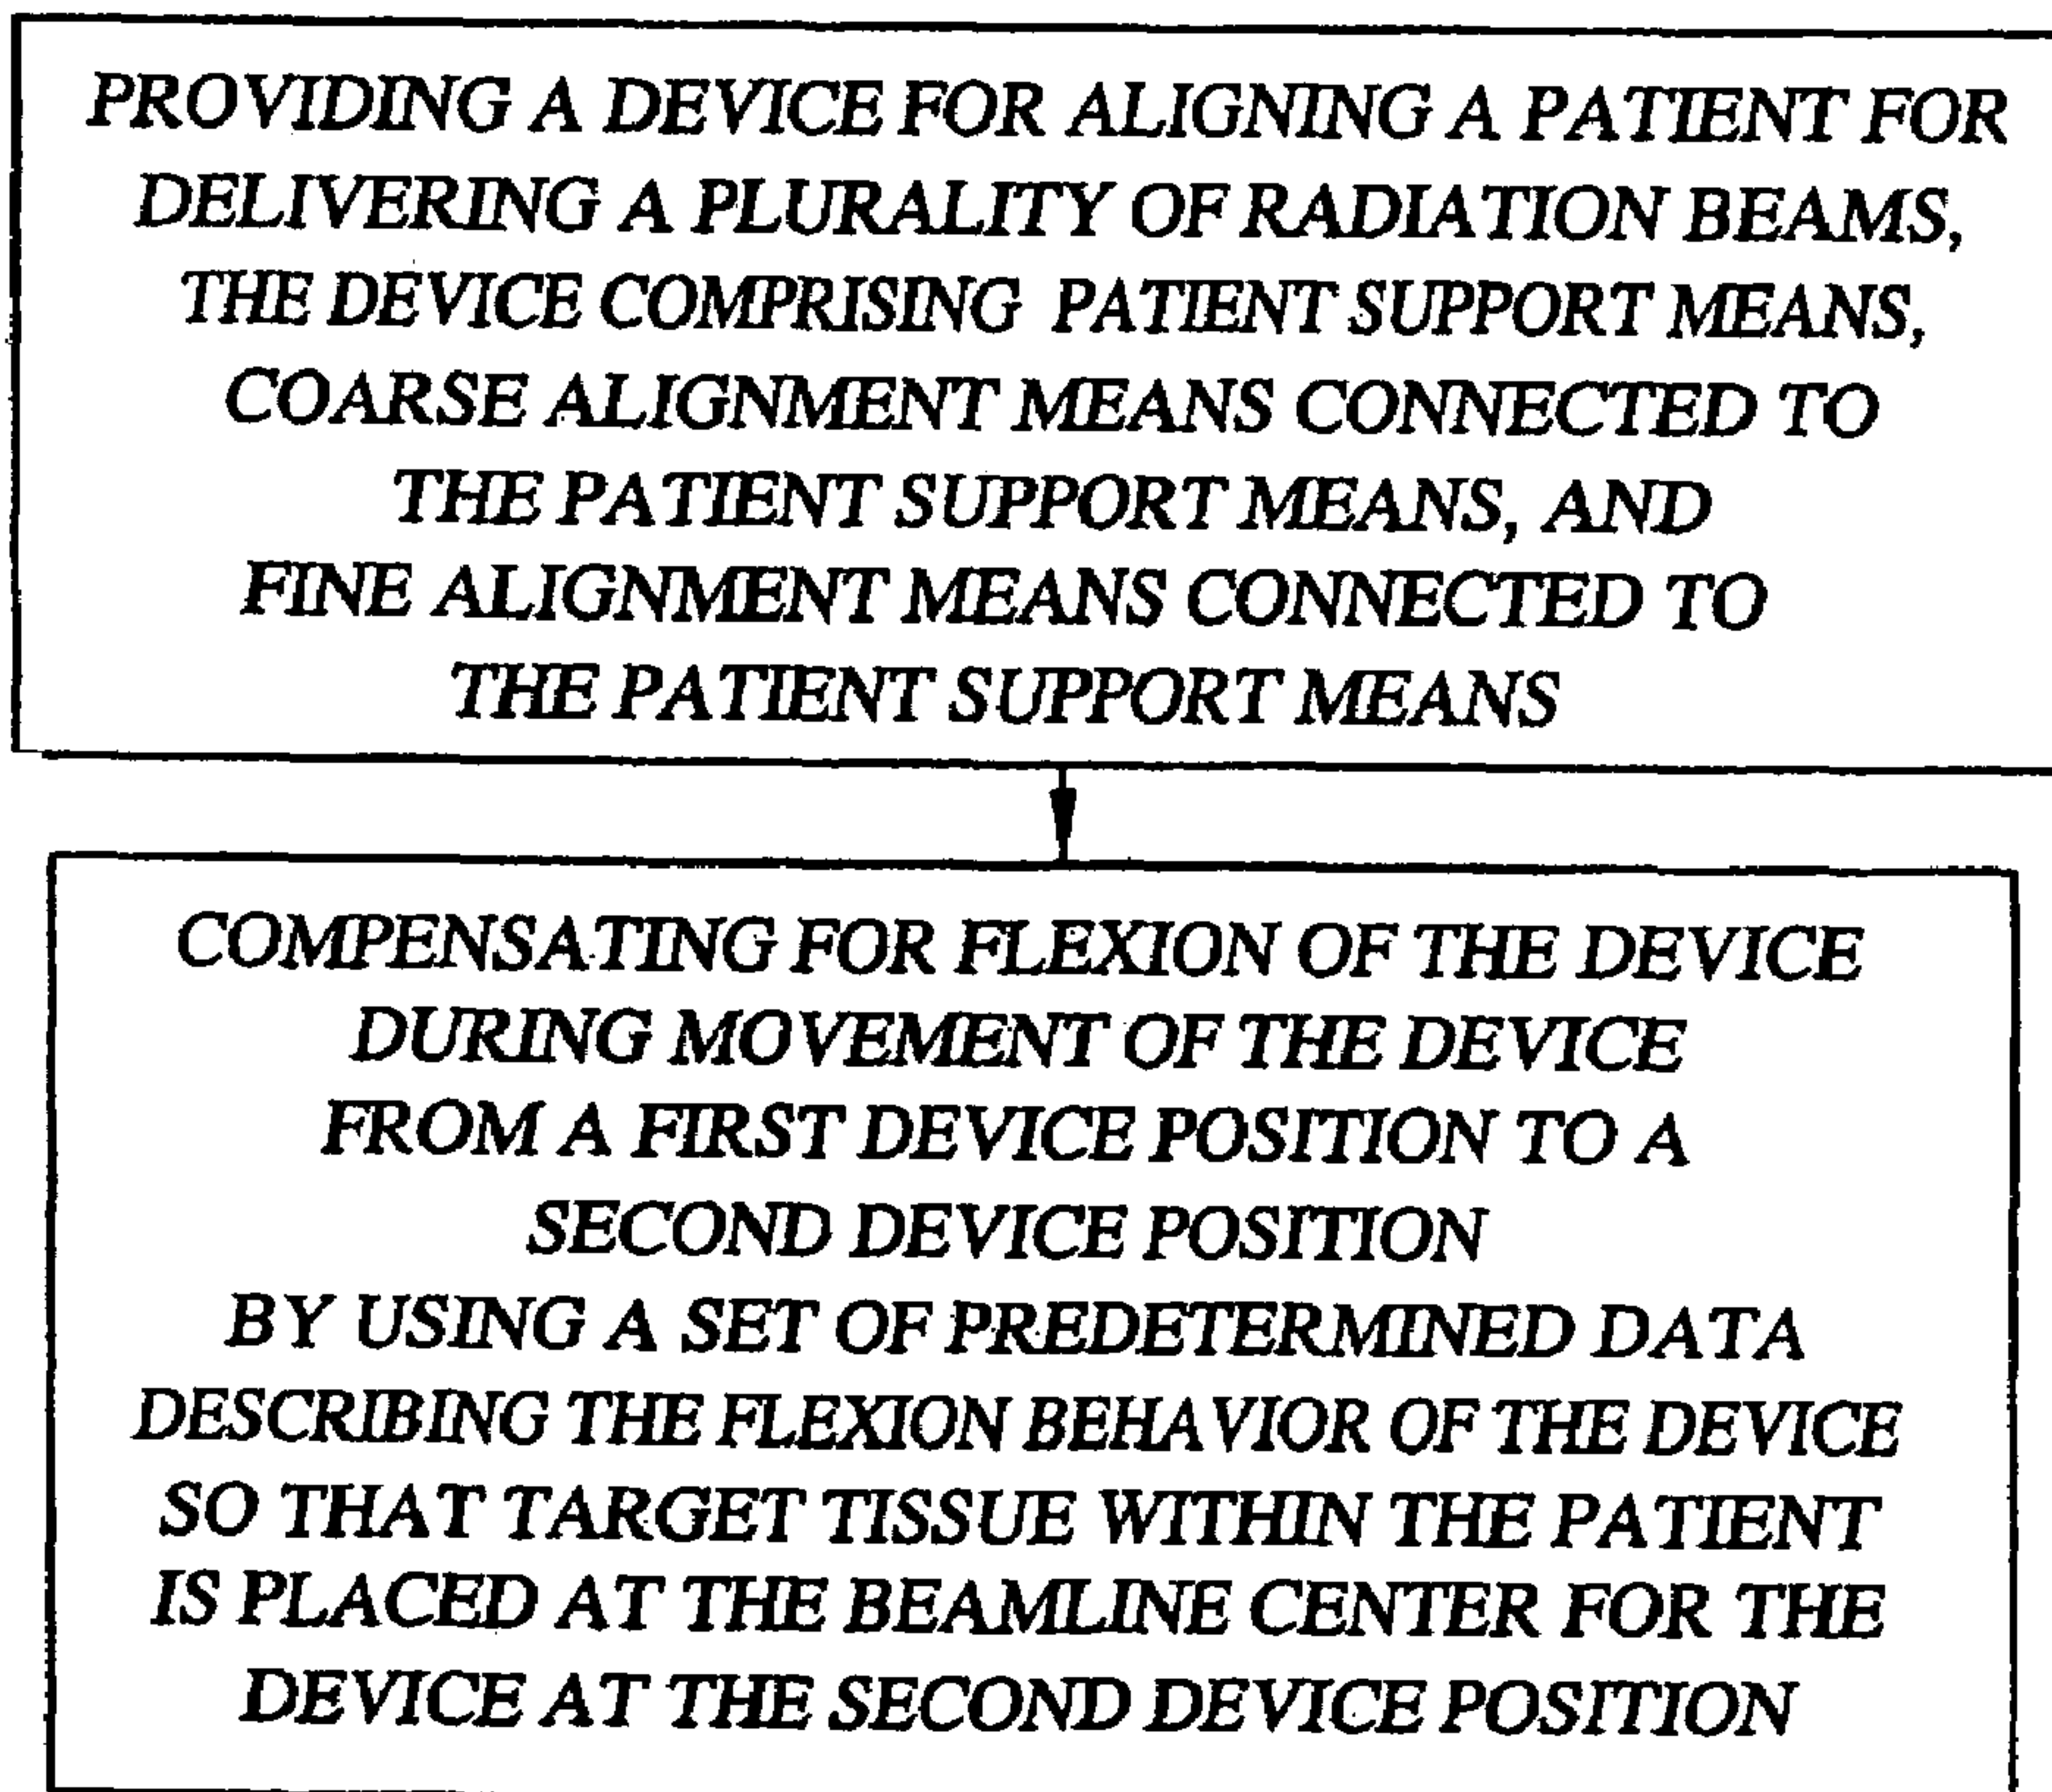 PROVIDING A DEVICE FOR ALIGNING A PATIENT FOR
DELIVERING A PLURALITY OF RADIATION BEAMS,
THE DEVICE COMPRISING PATIENT SUPPORT MEANS,
COARSE ALIGNMENT MEANS CONNECTED TO
THE PATIENT SUPPORT MEANS, AND
FINE ALIGNMENT MEANS CONNECTED TO
THE PATIENT SUPPORT MEANS
COMPENSATING FOR FLEXION OF THE DEVICE
DURING MOVEMENT OF THE DEVICE
FROM A FIRST DEVICE POSITION TO A
SECOND DEVICE POSITION
BY USING A SET OF PREDETERMINED DATA
DESCRIBING THE FLEXION BEHAVIOR OF THE DEVICE
SO THAT TARGET TISSUE WITHIN THE PATIENT
IS PLACED AT THE BEAMLINE CENTER FOR THE
DEVICE AT THE SECOND DEVICE POSITION